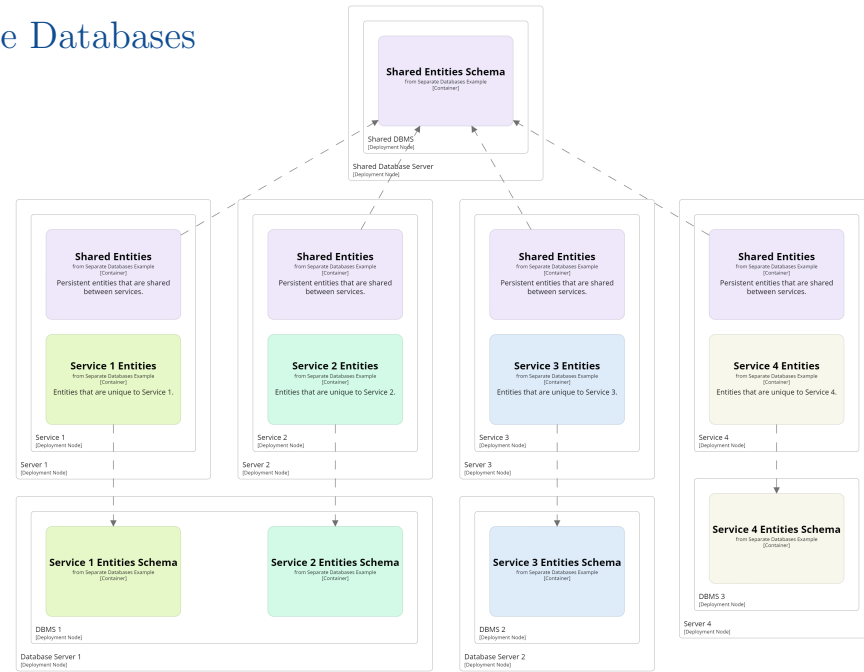 e Databases
Shared Entities Schema
from Separate Databases Example
[Container]
Shared DBMS
[Deployment Node]
Shared Database Server
[Deployment Node]
Shared Entities
from Separate Databases Example
[Container]
Persistent entities that are shared
between services.
Shared Entities
from Separate Databases Example
[Container]
Persistent entities that are shared
between services.
Shared Entities
from Separate Databases Example
[Container]
Persistent entities that are shared
between services.
Shared Entities
from Separate Databases Example
[Container]
Persistent entities that are shared
between services.
Service 1 Entities
from Separate Databases Example
[Container]
Entities that are unique to Service 1.
Service 2 Entities
from Separate Databases Example
[Container]
Entities that are unique to Service 2.
Service 3 Entities
from Separate Databases Example
[Container]
Entities that are unique to Service 3.
Service 4 Entities
from Separate Databases Example
[Container]
Entities that are unique to Service 4.
Service 1
[Deployment Node]
Service 2
[Deployment Node]
Service 3
[Deployment Node]
Service 4
[Deployment Node]
Server 1
[Deployment Node]
Server 2
[Deployment Node]
Server 3
[Deployment Node]
Service 1 Entities Schema
from Separate Databases Example
[Container]
Service 2 Entities Schema
from Separate Databases Example
[Container]
Service 3 Entities Schema
from Separate Databases Example
[Container]
Service 4 Entities Schema
from Separate Databases Example
[Container]
DBMS 1
[Deployment Node]
DBMS 2
[Deployment Node]
DBMS 3
[Deployment Node]
Database Server 1
[Deployment Node]
Database Server 2
[Deployment Node]
Server 4
[Deployment Node]